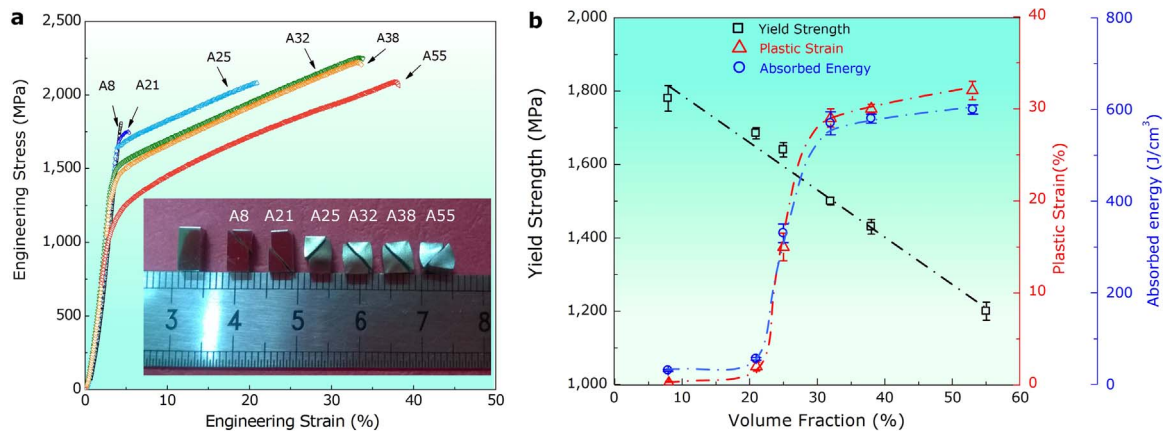 a
2,500
2,000
1,500
1,000
500
0
Engineering Stress (MPa)
0 10 20 30 40 50
Engineering Strain (%)
A8
A21
A25
A32
A38
A55
A8 A21 A25 A32 A38 A55
3 4 5 6 7 8
b
2,000
1,800
1,600
1,400
1,200
1,000
Yield Strength (MPa)
Yield Strength
Plastic Strain
Absorbed Energy
0 10 20 30 40 50 60
Volume Fraction (%)
40
30
20
10
0
Plastic Strain(%)
800
600
400
200
0
Absorbed energy (J/cm³)